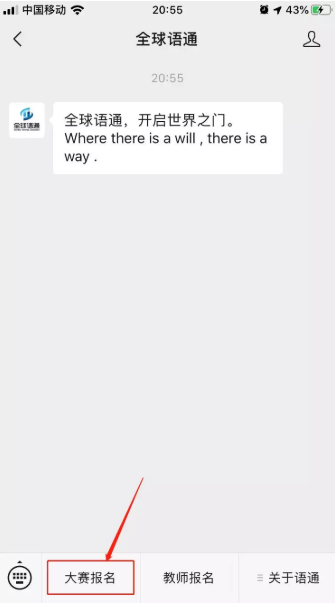 中国移动 20:55 43%
全球语通
20:55
全球语通
全球语通，开启世界之门。
Where there is a will , there is a
way .
大赛报名 教师报名 关于语通